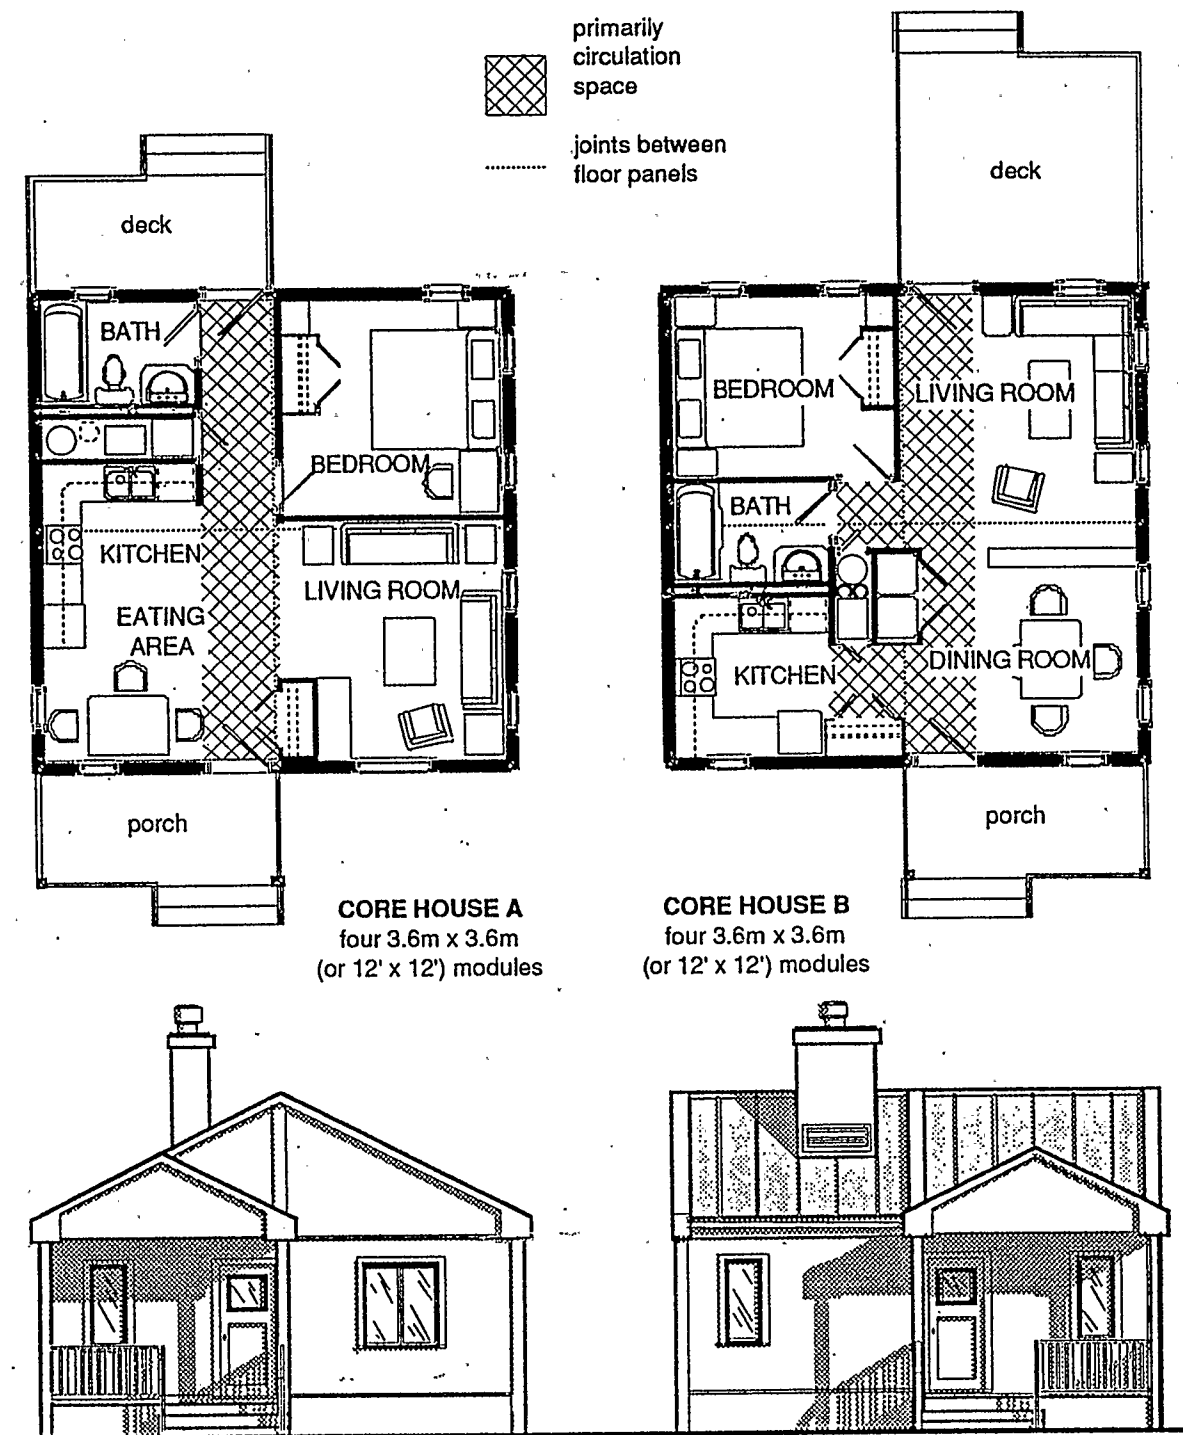 primarily
circulation
space
joints between
floor panels
deck
BATH
BEDROOM
KITCHEN
LIVING ROOM
EATING
AREA
porch
CORE HOUSE A
four 3.6m x 3.6m
(or 12' x 12') modules
deck
BEDROOM
LIVING ROOM
BATH
KITCHEN
DINING ROOM
porch
CORE HOUSE B
four 3.6m x 3.6m
(or 12' x 12') modules